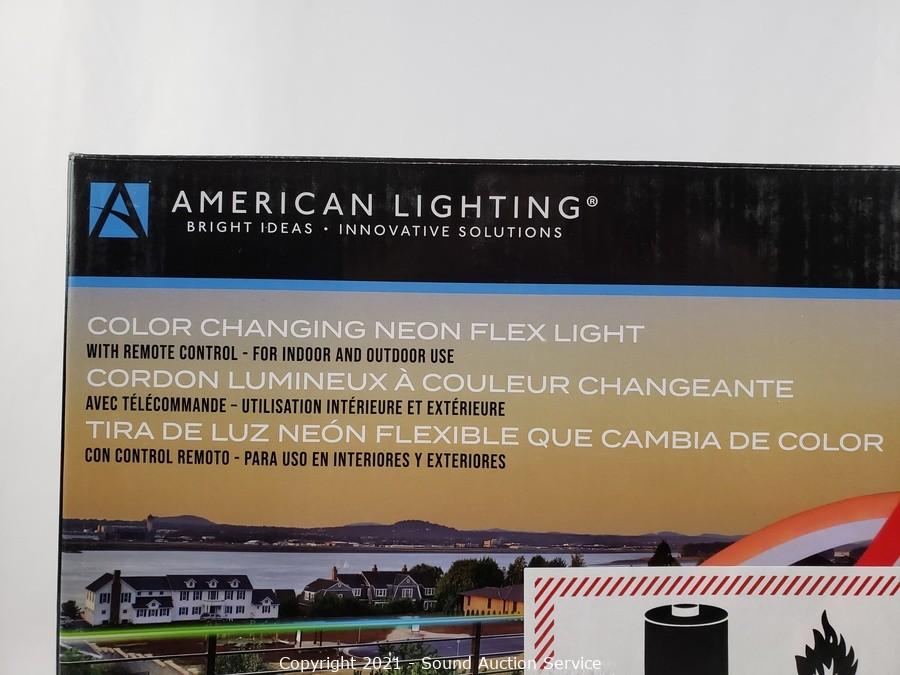 AMERICAN LIGHTING®
BRIGHT IDEAS • INNOVATIVE SOLUTIONS
COLOR CHANGING NEON FLEX LIGHT
WITH REMOTE CONTROL - FOR INDOOR AND OUTDOOR USE
CORDON LUMINEUX À COULEUR CHANGEANTE
AVEC TÉLÉCOMMANDE - UTILISATION INTÉRIEURE ET EXTÉRIEURE
TIRA DE LUZ NEÓN FLEXIBLE QUE CAMBIA DE COLOR
CON CONTROL REMOTO - PARA USO EN INTERIORES Y EXTERIORES
Copyright 2021 - Sound Auction Service